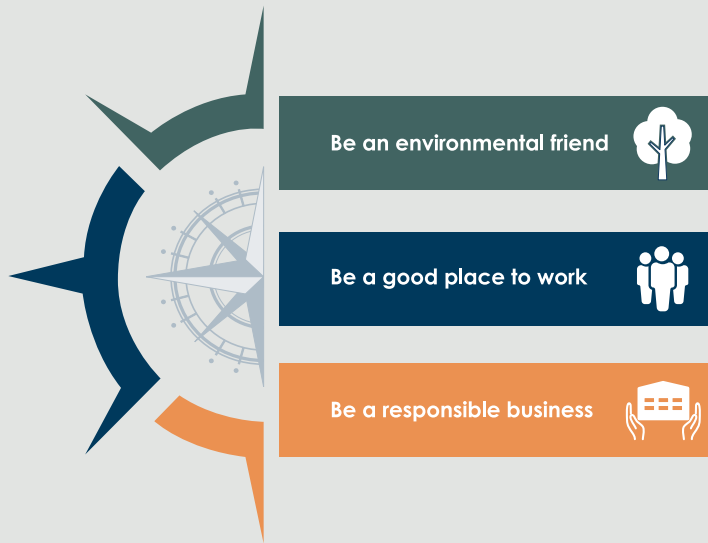 Be an environmental friend
Be a good place to work
Be a responsible business